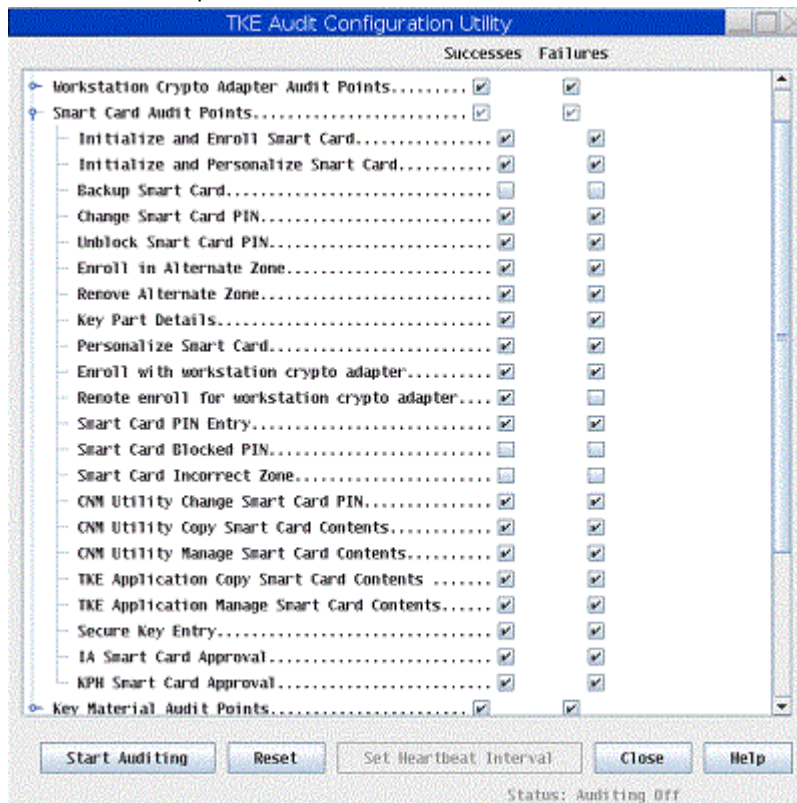 TKE Audit Configuration Utility
Successes Failures
Workstation Crypto Adapter Audit Points.........
Smart Card Audit Points..........................
Initialize and Enroll Smart Card................
Initialize and Personalize Smart Card...........
Backup Smart Card...............................
Change Smart Card PIN...........................
Unblock Smart Card PIN..........................
Enroll in Alternate Zone........................
Remove Alternate Zone...........................
Key Part Details................................
Personalize Smart Card..........................
Enroll with workstation crypto adapter..........
Remote enroll for workstation crypto adapter....
Smart Card PIN Entry............................
Smart Card Blocked PIN..........................
Smart Card Incorrect Zone.......................
CNM Utility Change Smart Card PIN...............
CNM Utility Copy Smart Card Contents............
CNM Utility Manage Smart Card Contents..........
TKE Application Copy Smart Card Contents .......
TKE Application Manage Smart Card Contents......
Secure Key Entry................................
IA Smart Card Approval..........................
KPH Smart Card Approval.........................
Key Material Audit Points.......................
Start Auditing Reset Set Heartbeat Interval Close Help
Status: Auditing Off